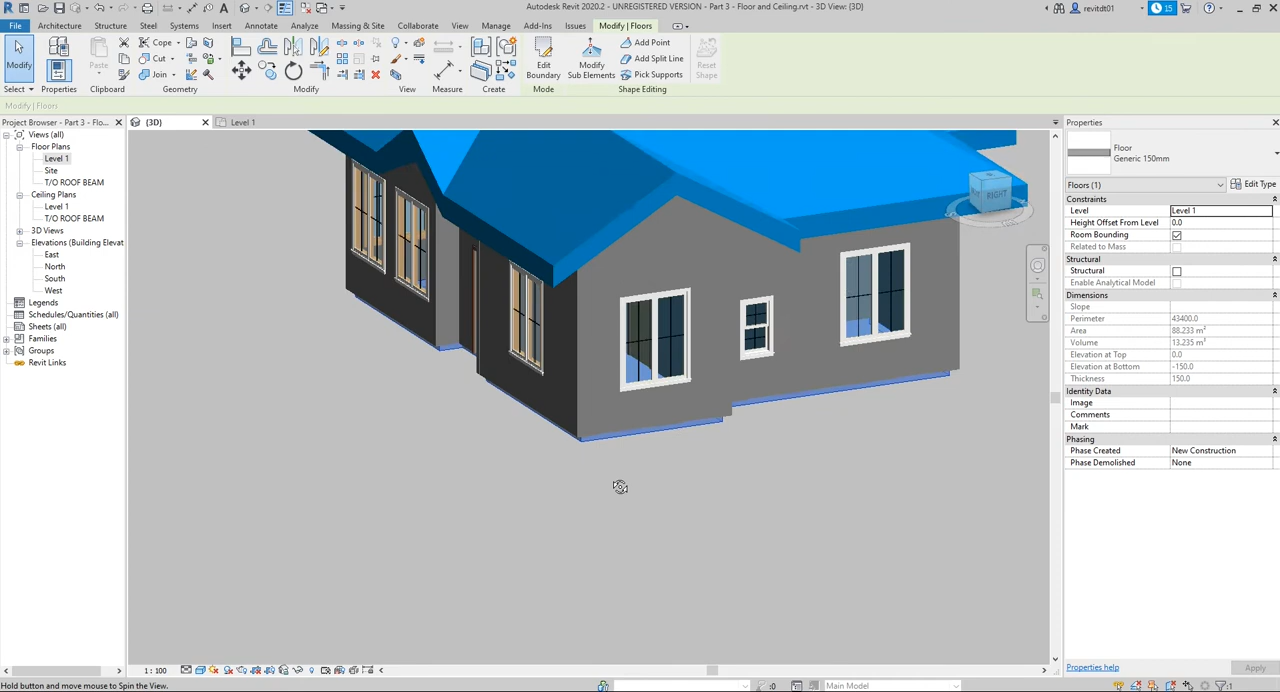 Autodesk Revit 2020.2 - UNREGISTERED VERSION - Part 3 - Floor and Ceiling.rvt - 3D View: {3D}
revitdt01
15
File Architecture Structure Steel Systems Insert Annotate Analyze Massing & Site Collaborate View Manage Add-Ins Issues Modify | Floors
Modify
Select
Properties
Paste
Clipboard
Cope
Cut
Join
Geometry
Modify
View
Measure
Create
Edit
Boundary
Mode
Modify
Sub Elements
Add Point
Add Split Line
Pick Supports
Reset
Shape
Shape Editing
Modify | Floors
Project Browser - Part 3 - Flo...
Views (all)
Floor Plans
Level 1
Site
T/O ROOF BEAM
Ceiling Plans
Level 1
T/O ROOF BEAM
3D Views
Elevations (Building Elevat
East
North
South
West
Legends
Schedules/Quantities (all)
Sheets (all)
Families
Groups
Revit Links
{3D}
Level 1
RIGHT
Properties
Floor
Generic 150mm
Floors (1)
Edit Type
Constraints
Level Level 1
Height Offset From Level 0.0
Room Bounding
Related to Mass
Structural
Structural
Enable Analytical Model
Dimensions
Slope
Perimeter 43400.0
Area 88.233 m²
Volume 13.235 m³
Elevation at Top 0.0
Elevation at Bottom -150.0
Thickness 150.0
Identity Data
Image
Comments
Mark
Phasing
Phase Created New Construction
Phase Demolished None
Properties help
Apply
1 : 100
Hold button and move mouse to Spin the View.
:0
Main Model
:1